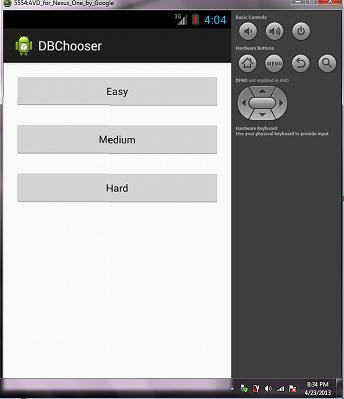 5554:AVD_for_Nexus_One_by_Google
3G
4:04
DBChooser
Easy
Medium
Hard
Basic Controls
Hardware Buttons
MENU
DPAD not enabled in AVD
Hardware Keyboard
Use your physical keyboard to provide input
8:34 PM
4/23/2013